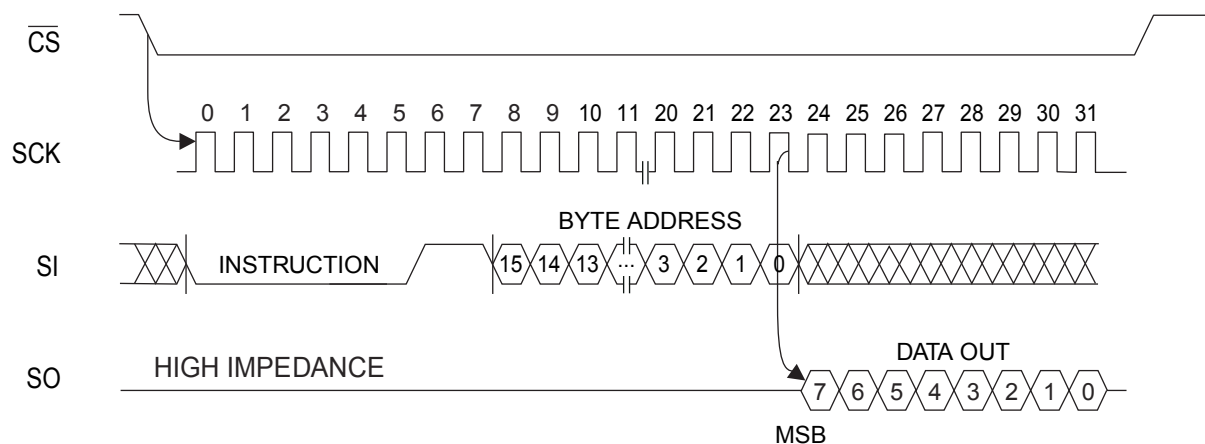 CS
0 1 2 3 4 5 6 7 8 9 10 11 20 21 22 23 24 25 26 27 28 29 30 31
SCK
BYTE ADDRESS
SI INSTRUCTION 15 14 13 ... 3 2 1 0
HIGH IMPEDANCE
DATA OUT
SO 7 6 5 4 3 2 1 0
MSB